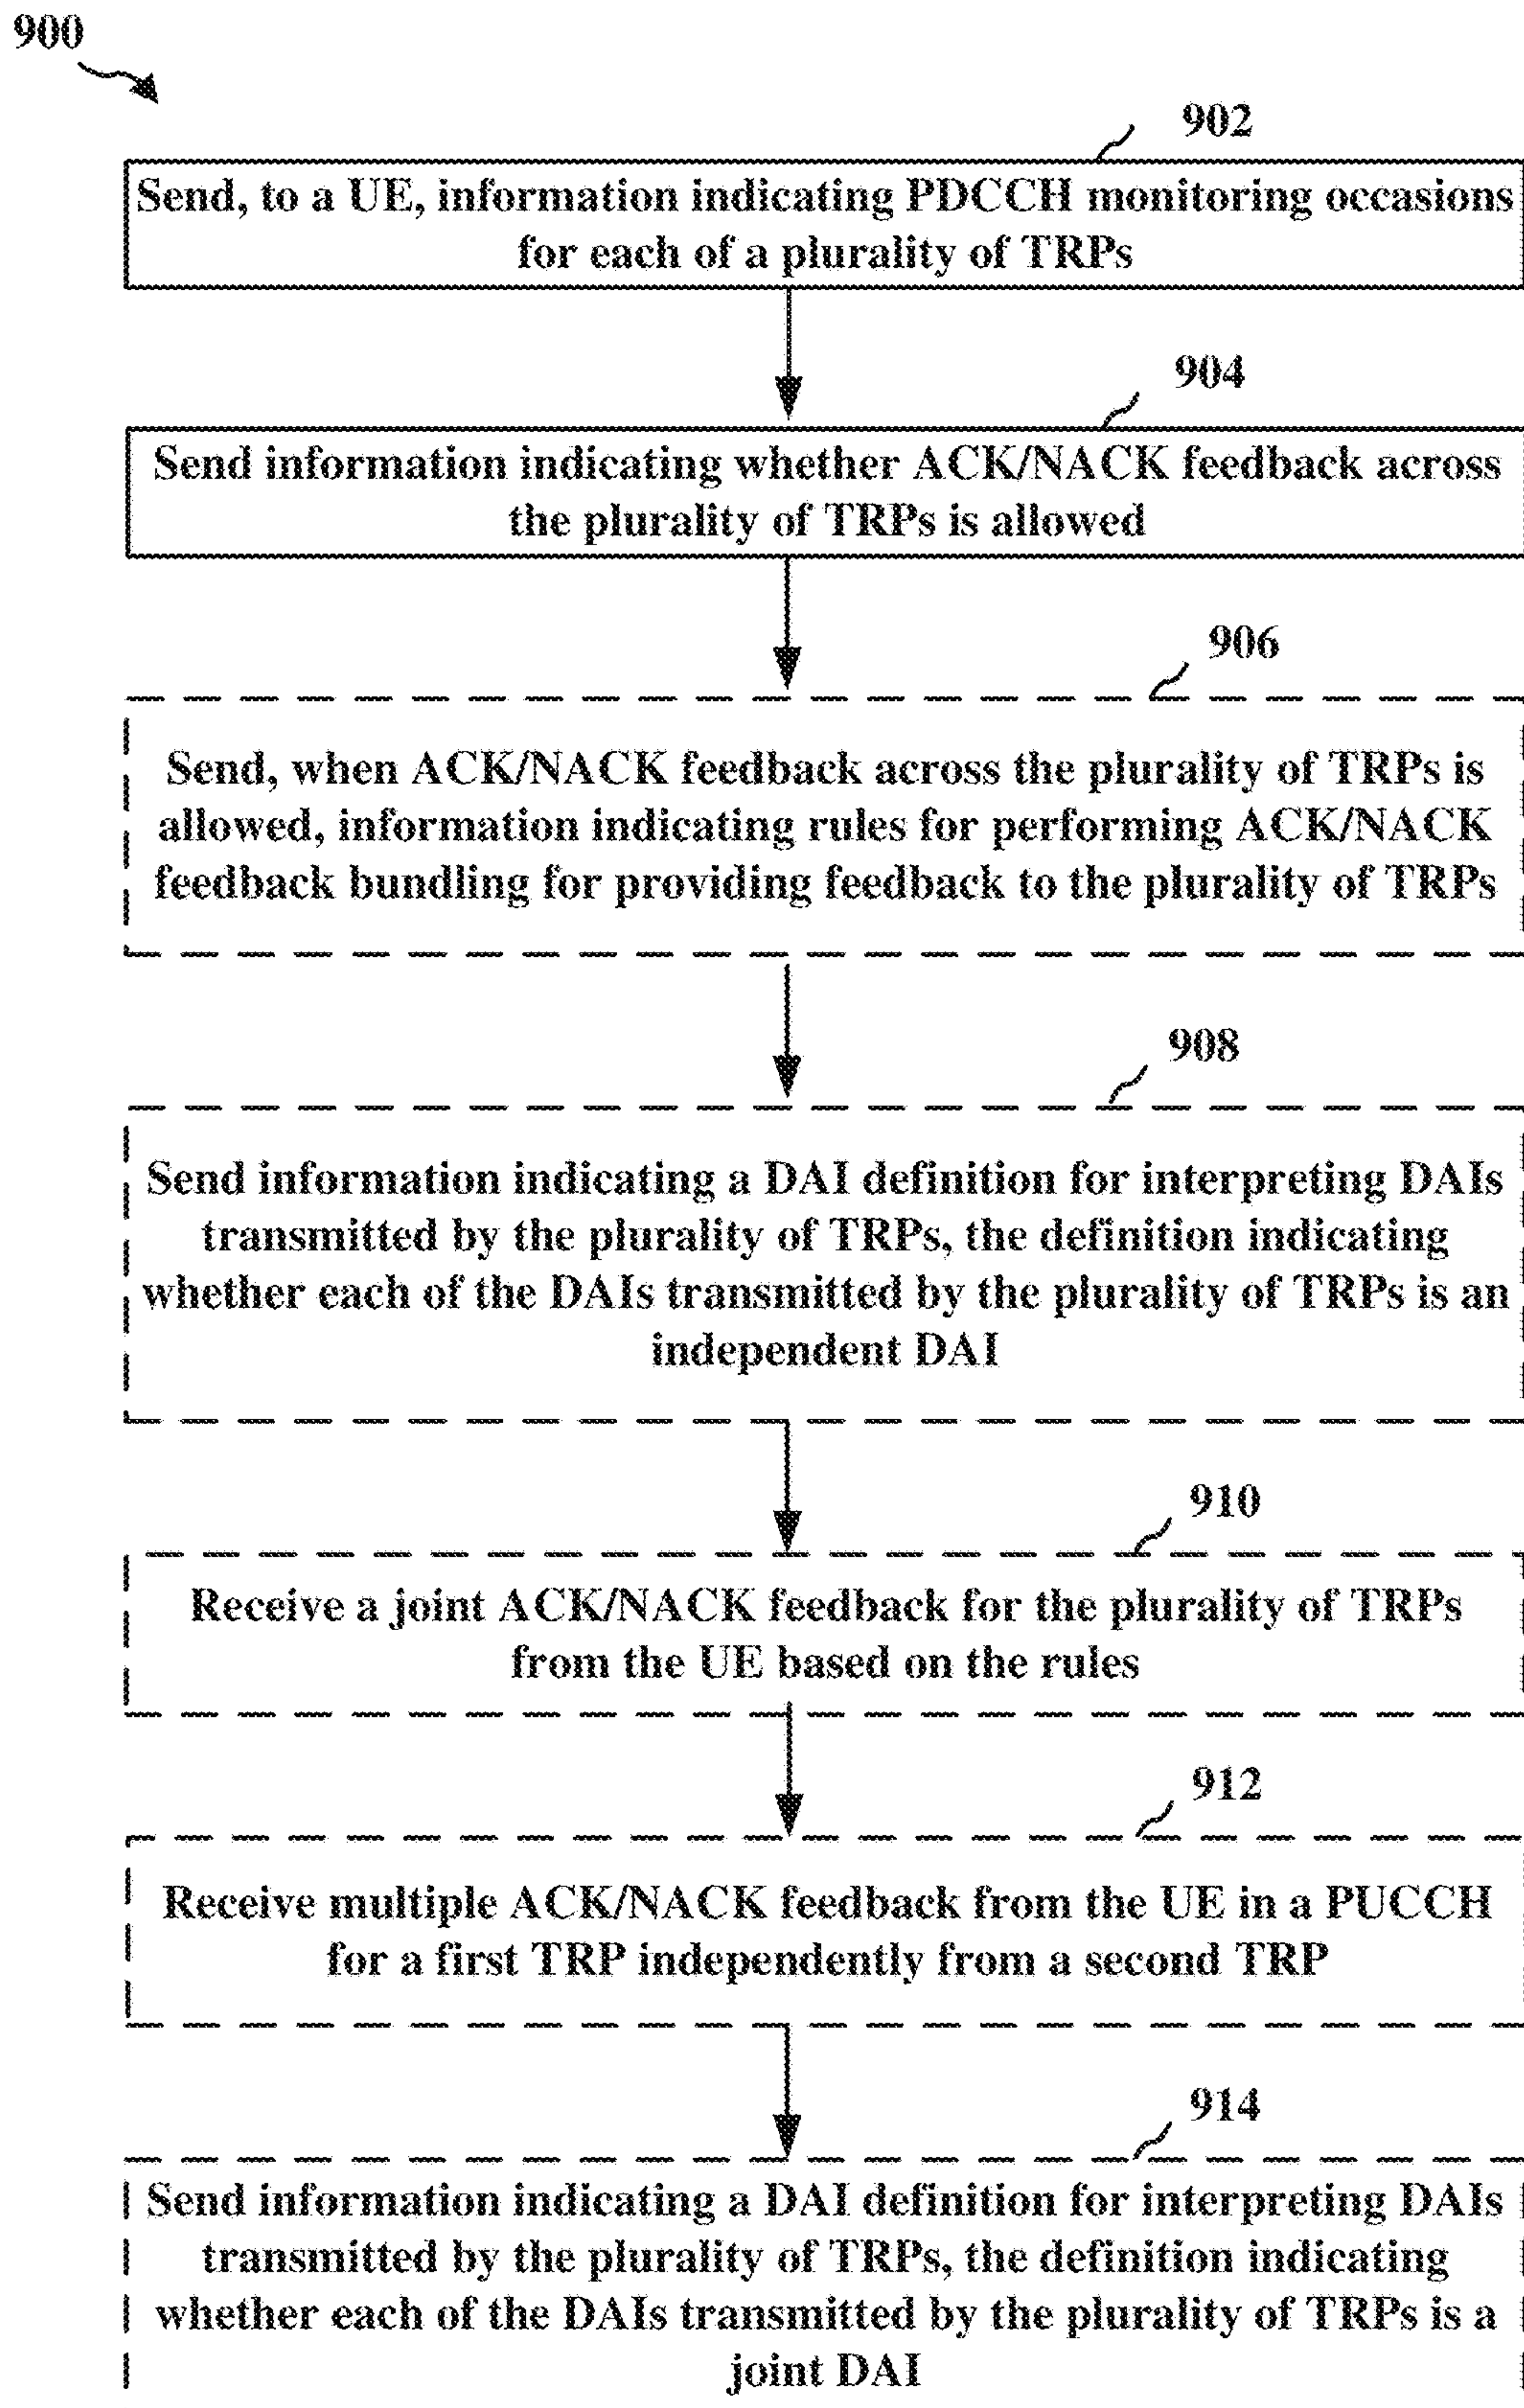 900
902
Send, to a UE, information indicating PDCCH monitoring occasions
for each of a plurality of TRPs
904
Send information indicating whether ACK/NACK feedback across
the plurality of TRPs is allowed
906
Send, when ACK/NACK feedback across the plurality of TRPs is
allowed, information indicating rules for performing ACK/NACK
feedback bundling for providing feedback to the plurality of TRPs
908
Send information indicating a DAI definition for interpreting DAIs
transmitted by the plurality of TRPs, the definition indicating
whether each of the DAIs transmitted by the plurality of TRPs is an
independent DAI
910
Receive a joint ACK/NACK feedback for the plurality of TRPs
from the UE based on the rules
912
Receive multiple ACK/NACK feedback from the UE in a PUCCH
for a first TRP independently from a second TRP
914
Send information indicating a DAI definition for interpreting DAIs
transmitted by the plurality of TRPs, the definition indicating
whether each of the DAIs transmitted by the plurality of TRPs is a
joint DAI